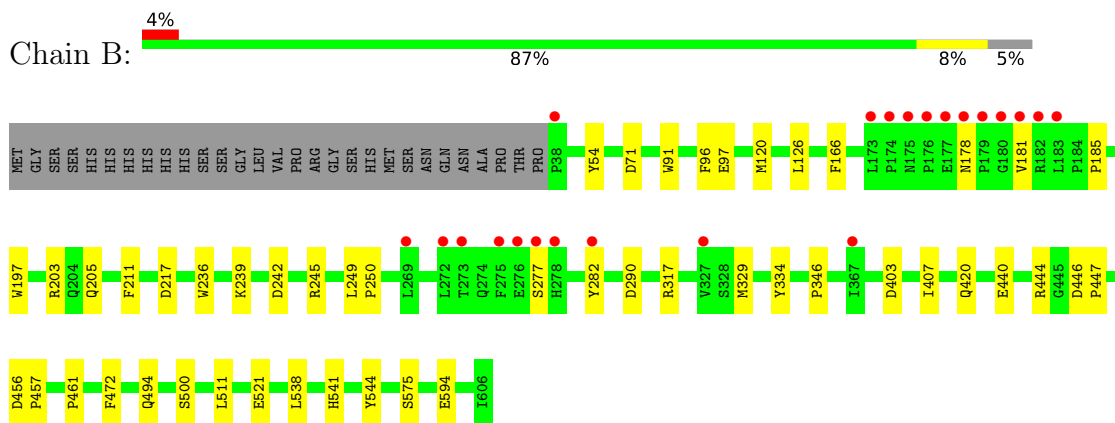 4%
Chain B:
87% 8% 5%
MET GLY SER SER HIS HIS HIS HIS HIS HIS SER SER GLY LEU VAL PRO ARG GLY SER HIS MET SER ASN GLN ASN ALA PRO THR PRO P38 Y54 D71 W91 F96 E97 M120 L126 F166 L173 P174 N175 P176 E177 N178 P179 G180 V181 R182 L183 P184 P185
W197 R203 Q204 Q205 F211 D217 W236 K239 D242 R245 L249 P250 L269 L272 T273 Q274 F275 E276 S277 H278 Y282 D290 R317 V327 S328 M329 Y334 P346 I367 D403 I407 Q420 E440 R444 G445 D446 P447
D456 P457 P461 F472 Q494 S500 L511 E521 L538 H541 Y544 S575 E594 I606